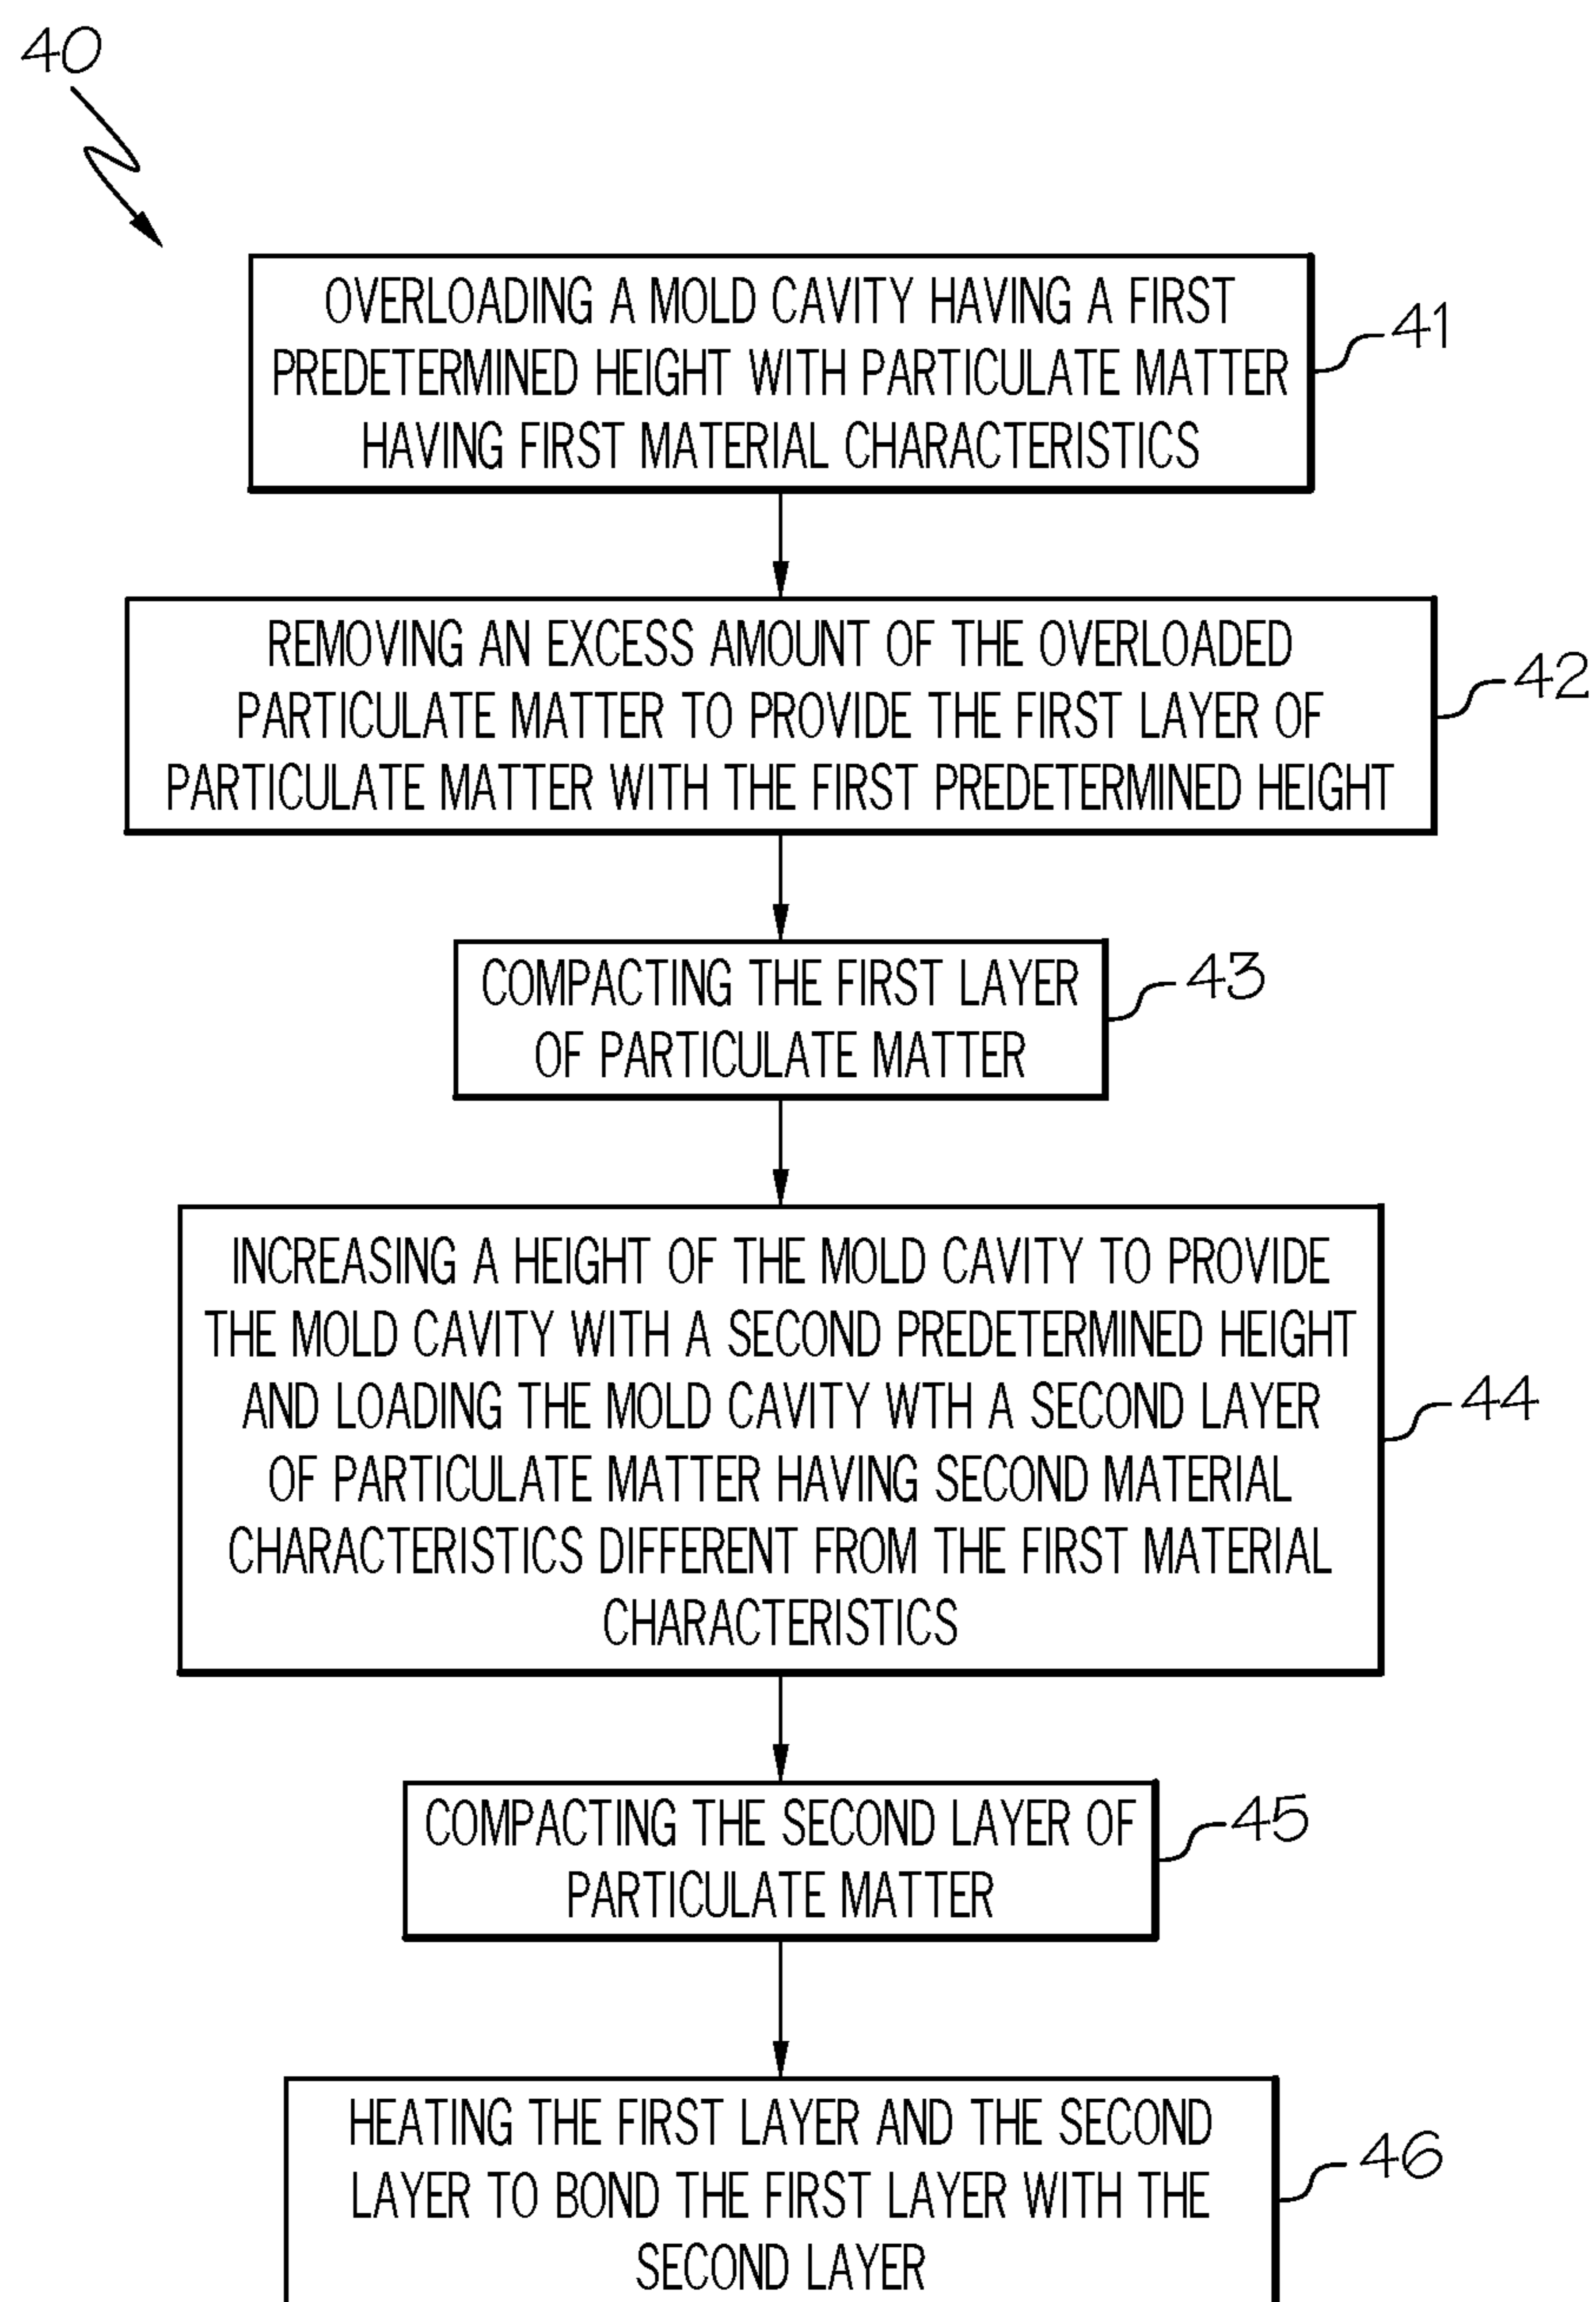 40
OVERLOADING A MOLD CAVITY HAVING A FIRST
PREDETERMINED HEIGHT WITH PARTICULATE MATTER
HAVING FIRST MATERIAL CHARACTERISTICS
41
REMOVING AN EXCESS AMOUNT OF THE OVERLOADED
PARTICULATE MATTER TO PROVIDE THE FIRST LAYER OF
PARTICULATE MATTER WITH THE FIRST PREDETERMINED HEIGHT
42
COMPACTING THE FIRST LAYER
OF PARTICULATE MATTER
43
INCREASING A HEIGHT OF THE MOLD CAVITY TO PROVIDE
THE MOLD CAVITY WITH A SECOND PREDETERMINED HEIGHT
AND LOADING THE MOLD CAVITY WTH A SECOND LAYER
OF PARTICULATE MATTER HAVING SECOND MATERIAL
CHARACTERISTICS DIFFERENT FROM THE FIRST MATERIAL
CHARACTERISTICS
44
COMPACTING THE SECOND LAYER OF
PARTICULATE MATTER
45
HEATING THE FIRST LAYER AND THE SECOND
LAYER TO BOND THE FIRST LAYER WITH THE
SECOND LAYER
46